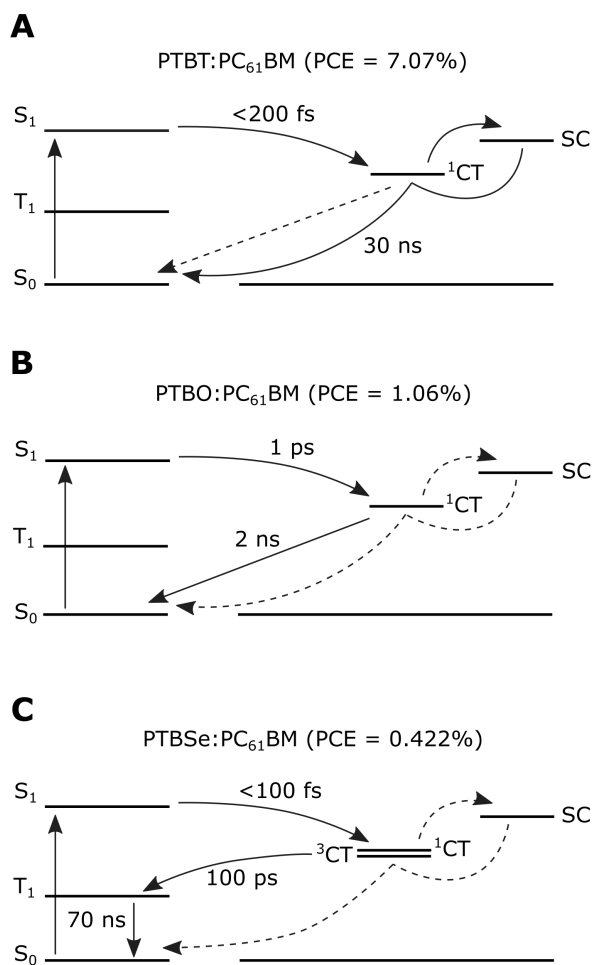 A
PTBT:PC₆₁BM (PCE = 7.07%)
S₁
<200 fs
SC
¹CT
T₁
30 ns
S₀
B
PTBO:PC₆₁BM (PCE = 1.06%)
S₁
1 ps
SC
¹CT
T₁
2 ns
S₀
C
PTBSe:PC₆₁BM (PCE = 0.422%)
S₁
<100 fs
SC
³CT
¹CT
T₁
100 ps
70 ns
S₀